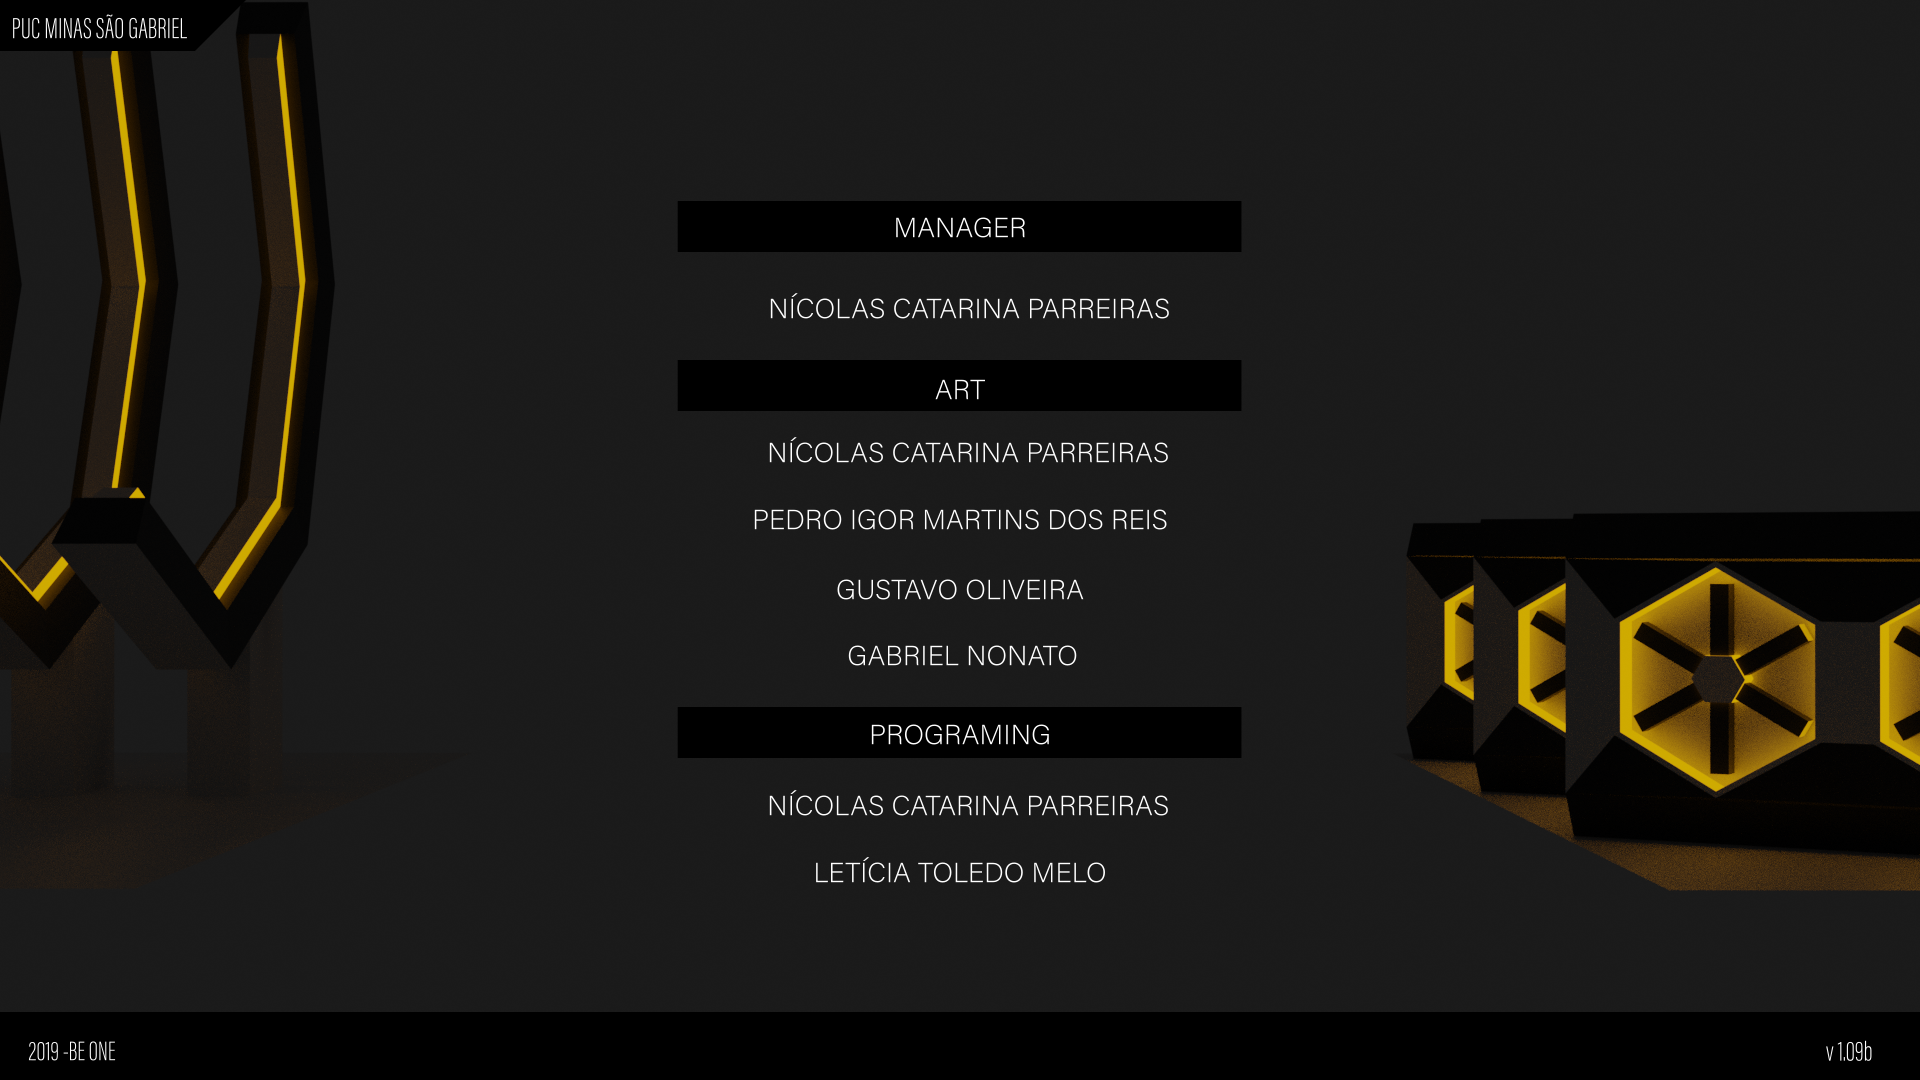 PUC MINAS SÃO GABRIEL
MANAGER
NÍCOLAS CATARINA PARREIRAS
ART
NÍCOLAS CATARINA PARREIRAS
PEDRO IGOR MARTINS DOS REIS
GUSTAVO OLIVEIRA
GABRIEL NONATO
PROGRAMING
NÍCOLAS CATARINA PARREIRAS
LETÍCIA TOLEDO MELO
2019 -BE ONE
v 1.09b